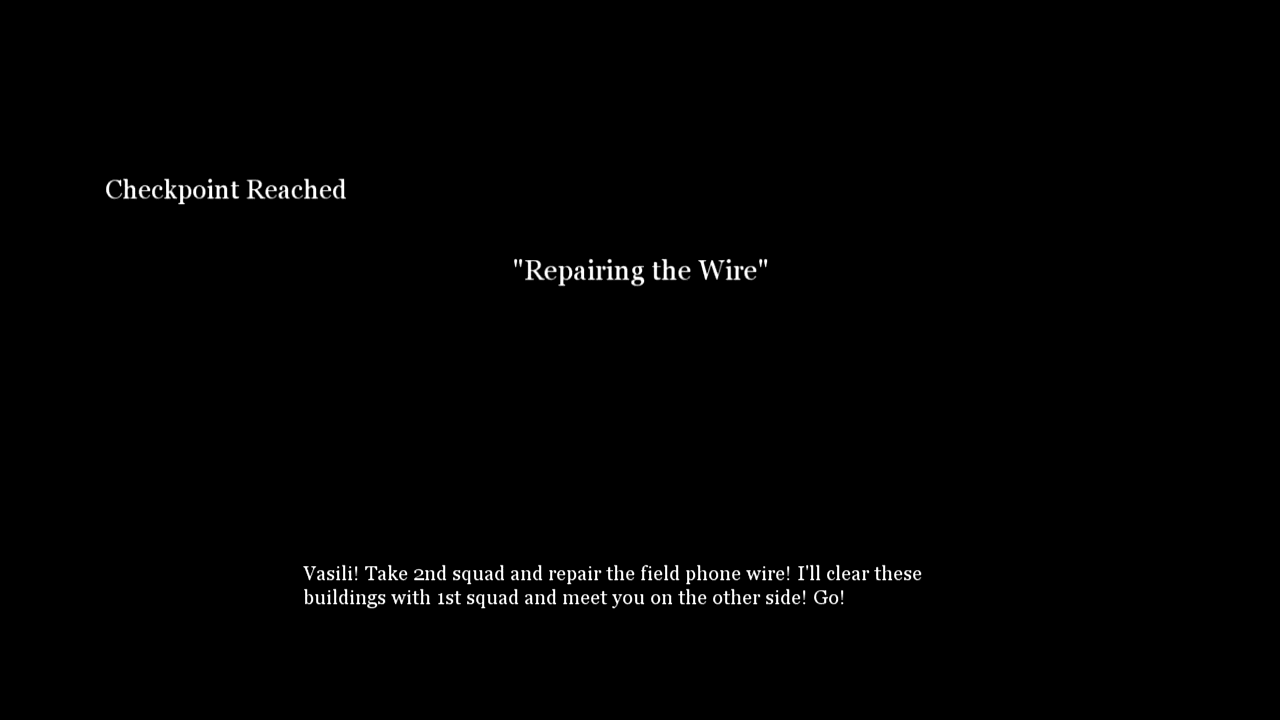 Checkpoint Reached
"Repairing the Wire"
Vasili! Take 2nd squad and repair the field phone wire! I'll clear these
buildings with 1st squad and meet you on the other side! Go!